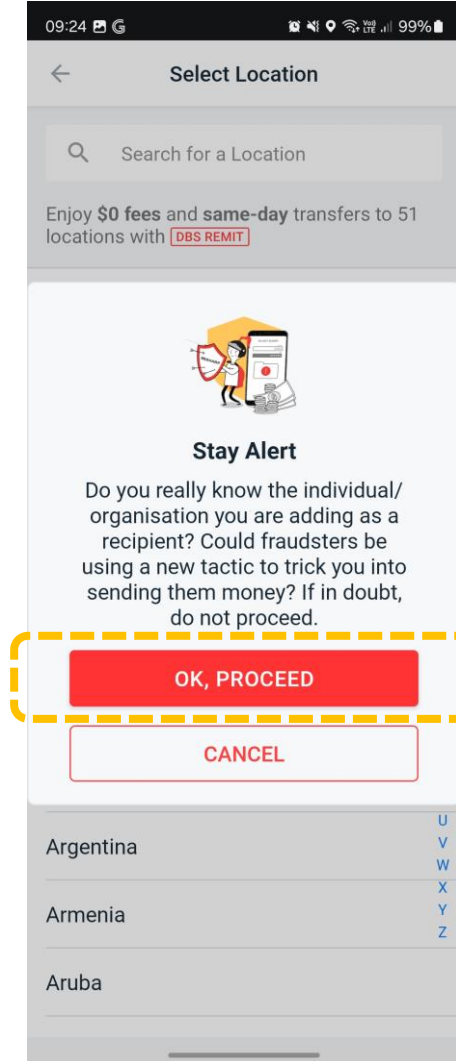 09:24 G LTE 99%
Select Location
Search for a Location
Enjoy $0 fees and same-day transfers to 51
locations with DBS REMIT
Stay Alert
Do you really know the individual/
organisation you are adding as a
recipient? Could fraudsters be
using a new tactic to trick you into
sending them money? If in doubt,
do not proceed.
OK, PROCEED
CANCEL
U
Argentina
V
W
X
Armenia
Y
Z
Aruba